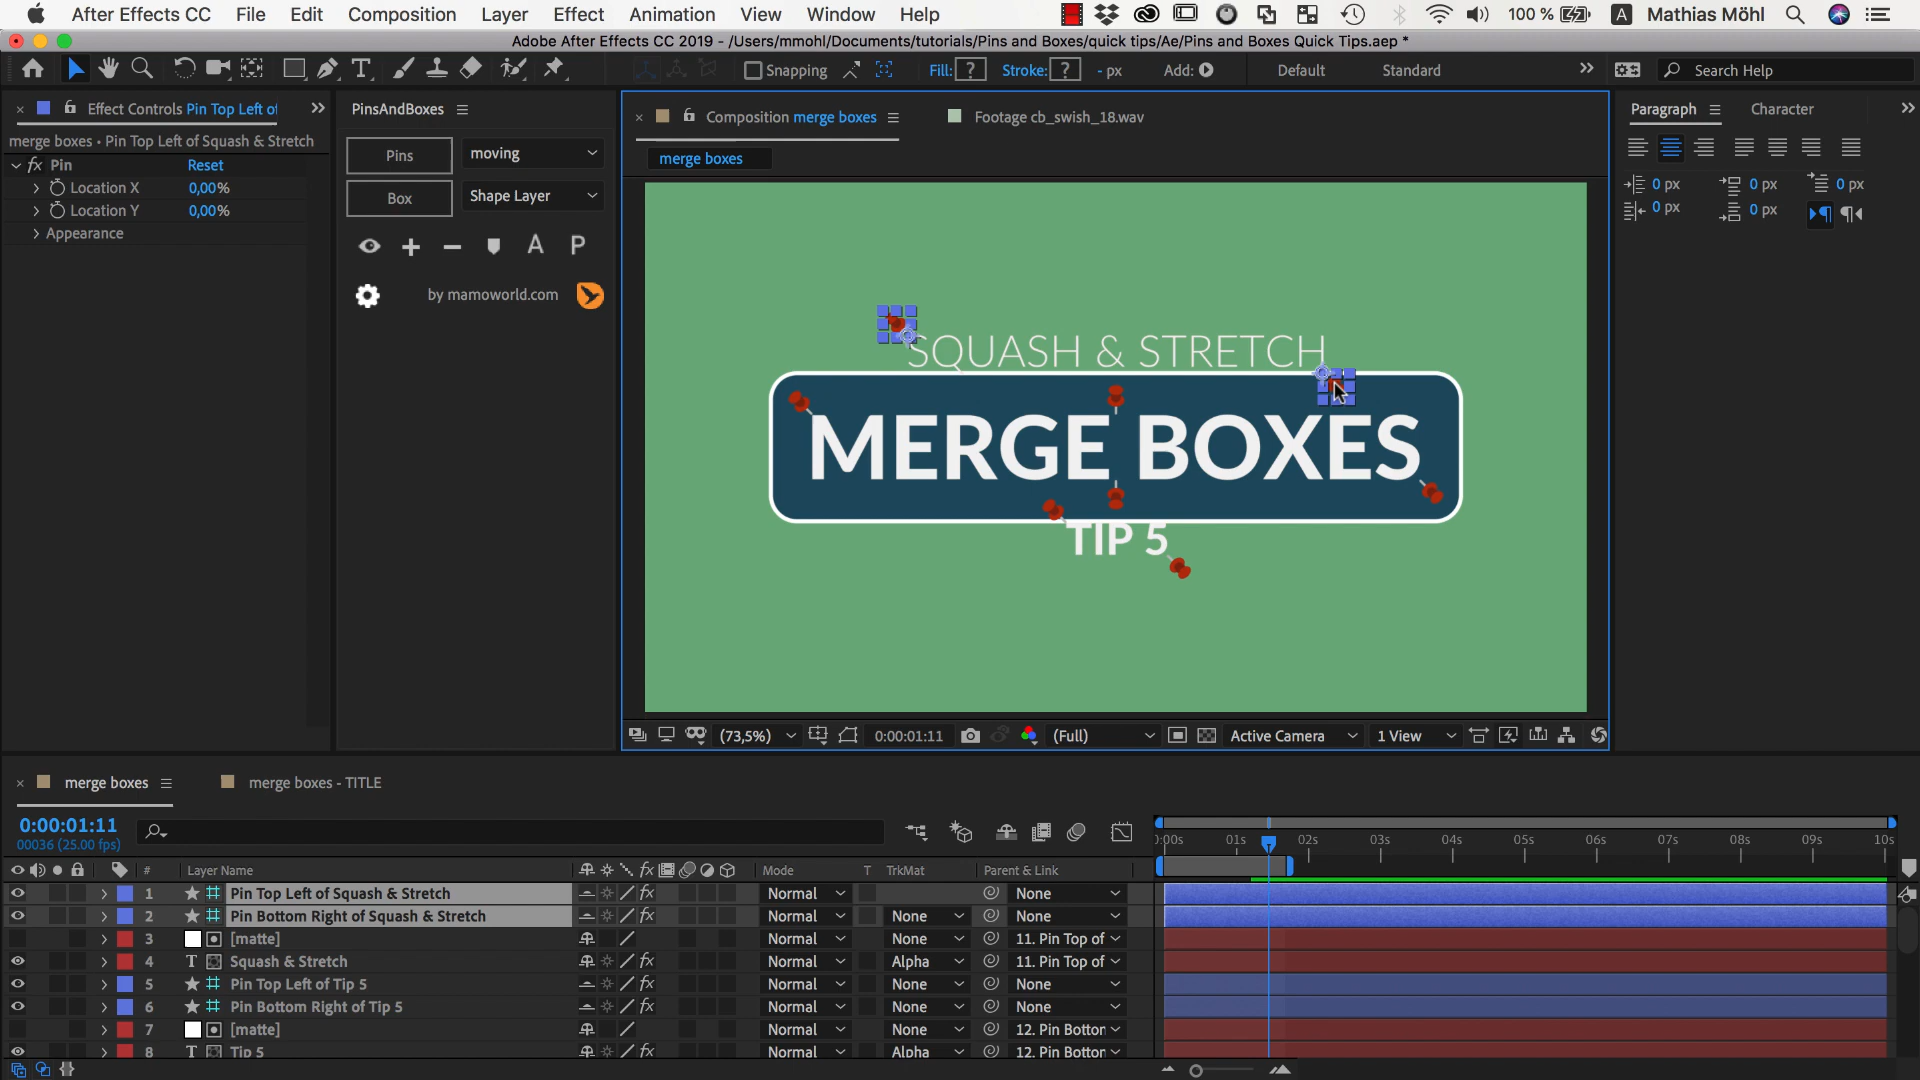 After Effects CC File Edit Composition Layer Effect Animation View Window Help 100 % A Mathias Möhl
Adobe After Effects CC 2019 - /Users/mmohl/Documents/tutorials/Pins and Boxes/quick tips/Ae/Pins and Boxes Quick Tips.aep *
Snapping Fill: ? Stroke: ? - px Add: Default Standard Search Help
Effect Controls Pin Top Left of
PinsAndBoxes
Composition merge boxes
Footage cb_swish_18.wav
Paragraph Character
merge boxes • Pin Top Left of Squash & Stretch
fx Pin Reset
Location X 0,00%
Location Y 0,00%
Appearance
Pins moving
Box Shape Layer
A P
by mamoworld.com
merge boxes
0 px 0 px 0 px
0 px 0 px
SQUASH & STRETCH
MERGE BOXES
TIP 5
(73,5%) 0:00:01:11 (Full) Active Camera 1 View
merge boxes merge boxes - TITLE
0:00:01:11
00036 (25.00 fps)
:00s 01s 02s 03s 04s 05s 06s 07s 08s 09s 10s
# Layer Name fx Mode T TrkMat Parent & Link
1 Pin Top Left of Squash & Stretch fx Normal None
2 Pin Bottom Right of Squash & Stretch fx Normal None None
3 [matte] Normal None 11. Pin Top of
4 T Squash & Stretch fx Normal Alpha 11. Pin Top of
5 Pin Top Left of Tip 5 fx Normal None None
6 Pin Bottom Right of Tip 5 fx Normal None None
7 [matte] Normal None 12. Pin Bottor
8 T Tip 5 fx Normal Alpha 12. Pin Bottor